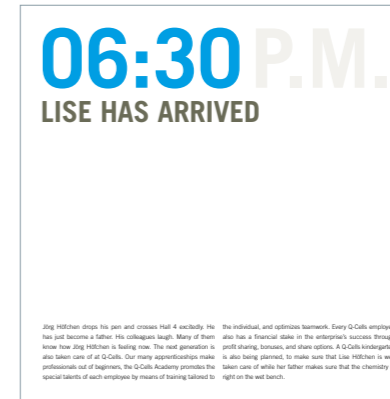 06:30 P.M.
LISE HAS ARRIVED
Jörg Höfchen drops his pen and crosses Hall 4 excitedly. He
has just become a father. His colleagues laugh. Many of them
know how Jörg Höfchen is feeling now. The next generation is
also taken care of at Q-Cells. Our many apprenticeships make
professionals out of beginners, the Q-Cells Academy promotes the
special talents of each employee by means of training tailored to
the individual, and optimizes teamwork. Every Q-Cells employe
also has a financial stake in the enterprise's success throug
profit sharing, bonuses, and share options. A Q-Cells kindergarte
is also being planned, to make sure that Lise Höfchen is we
taken care of while her father makes sure that the chemistry
right on the wet bench.